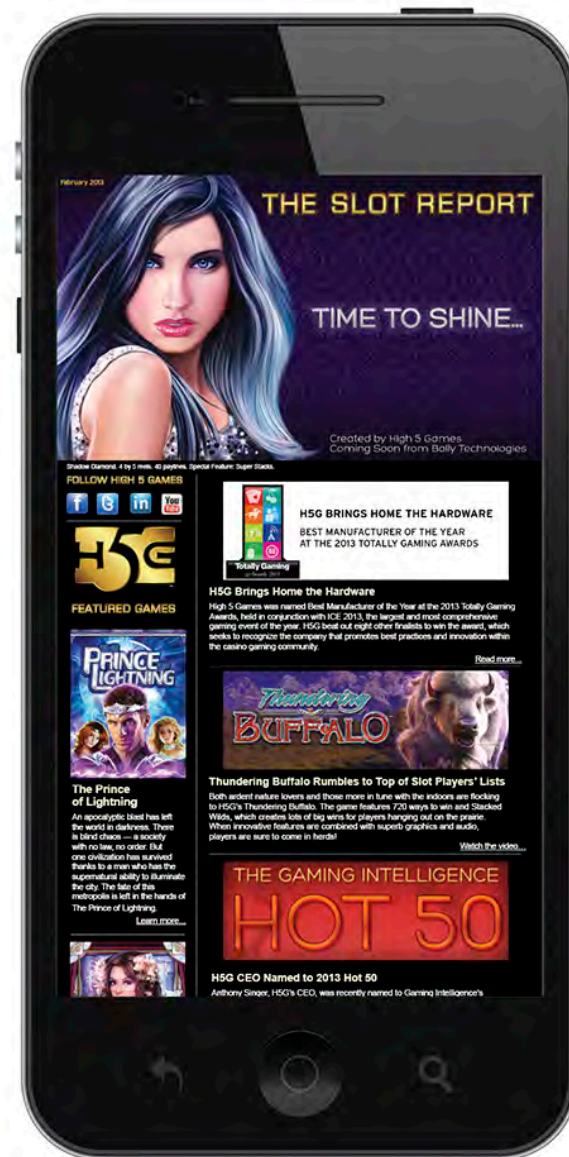 February 2013
THE SLOT REPORT
TIME TO SHINE...
Created by High 5 Games
Coming Soon from Bally Technologies
Shadow Diamond. 4 by 5 reels. 40 paylines. Special Feature: Super Stacks.
FOLLOW HIGH 5 GAMES
You
Tube
H5G
FEATURED GAMES
PRINCE
LIGHTNING
The Prince
of Lightning
An apocalyptic blast has left
the world in darkness. There
is blind chaos — a society
with no law, no order. But
one civilization has survived
thanks to a man who has the
supernatural ability to illuminate
the city. The fate of this
metropolis is left in the hands of
The Prince of Lightning.
Learn more...
Totally Gaming
H5G BRINGS HOME THE HARDWARE
BEST MANUFACTURER OF THE YEAR
AT THE 2013 TOTALLY GAMING AWARDS
H5G Brings Home the Hardware
High 5 Games was named Best Manufacturer of the Year at the 2013 Totally Gaming
Awards, held in conjunction with ICE 2013, the largest and most comprehensive
gaming event of the year. H5G beat out eight other finalists to win the award, which
seeks to recognize the company that promotes best practices and innovation within
the casino gaming community.
Read more...
Thundering
BUFFALO
Thundering Buffalo Rumbles to Top of Slot Players' Lists
Both ardent nature lovers and those more in tune with the indoors are flocking
to H5G's Thundering Buffalo. The game features 720 ways to win and Stacked
Wilds, which creates lots of big wins for players hanging out on the prairie.
When innovative features are combined with superb graphics and audio,
players are sure to come in herds!
Watch the video...
THE GAMING INTELLIGENCE
HOT 50
H5G CEO Named to 2013 Hot 50
Anthony Singer, H5G's CEO, was recently named to Gaming Intelligence's